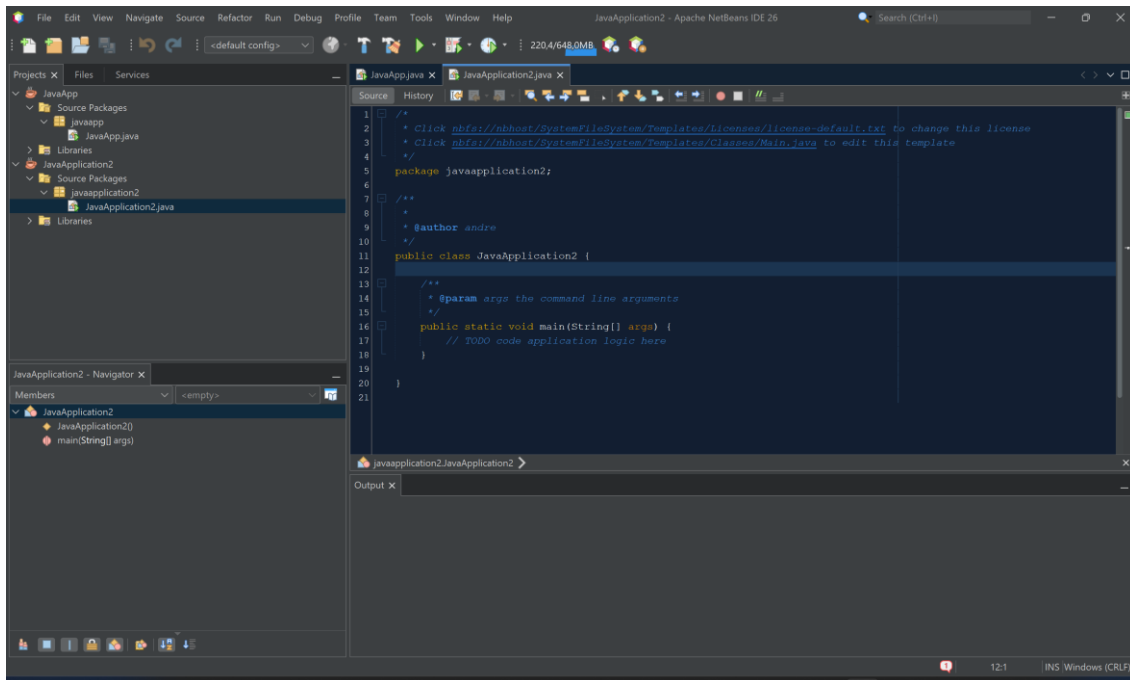 File Edit View Navigate Source Refactor Run Debug Profile Team Tools Window Help JavaApplication2 - Apache NetBeans IDE 26 Search (Ctrl+I)
<default config> 220,4/648,0MB
Projects Files Services
JavaApp
Source Packages
javaapp
JavaApp.java
Libraries
JavaApplication2
Source Packages
javaapplication2
JavaApplication2.java
Libraries
JavaApplication2 - Navigator
Members <empty>
JavaApplication2
JavaApplication2()
main(String[] args)
JavaApp.java JavaApplication2.java
Source History
1 /*
2 * Click nbfs://nbhost/SystemFileSystem/Templates/Licenses/license-default.txt to change this license
3 * Click nbfs://nbhost/SystemFileSystem/Templates/Classes/Main.java to edit this template
4 */
5 package javaapplication2;
6
7 /**
8 *
9 * @author andre
10 */
11 public class JavaApplication2 {
12
13 /**
14 * @param args the command line arguments
15 */
16 public static void main(String[] args) {
17 // TODO code application logic here
18 }
19
20 }
21
javaapplication2.JavaApplication2
Output
1 12:1 INS Windows (CRLF)